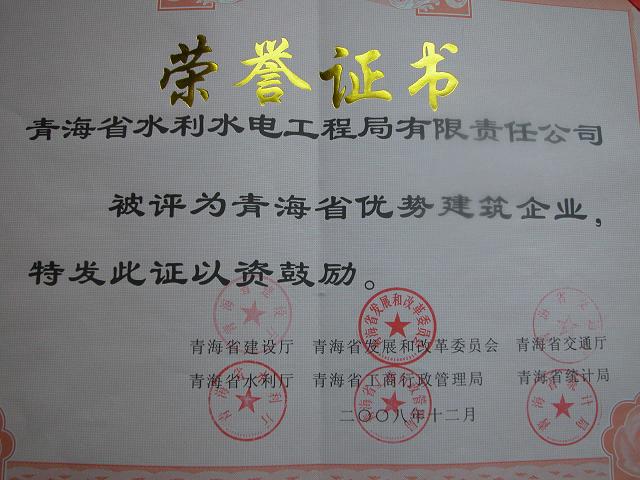 荣誉证书
青海省水利水电工程局有限责任公司
被评为青海省优势建筑企业,
特发此证以资鼓励。
青海省建设厅 青海省发展和改革委员会 青海省交通厅
青海省水利厅 青海省工商行政管理局 青海省统计局
二〇〇八年十二月